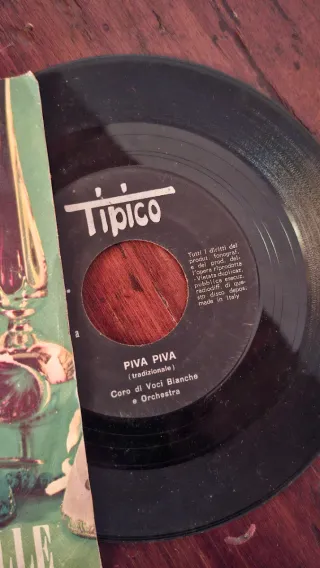 Tipico
Tutti i diritti del
produt. fonograf.
e del prod. del-
l'opera riprodotta
Vietata duplicaz.
pubblica esecuz.
radiodiff. di que-
sto disco depos.
made in Italy
PIVA PIVA
(tradizionale)
Coro di Voci Bianche
e Orchestra
LLE